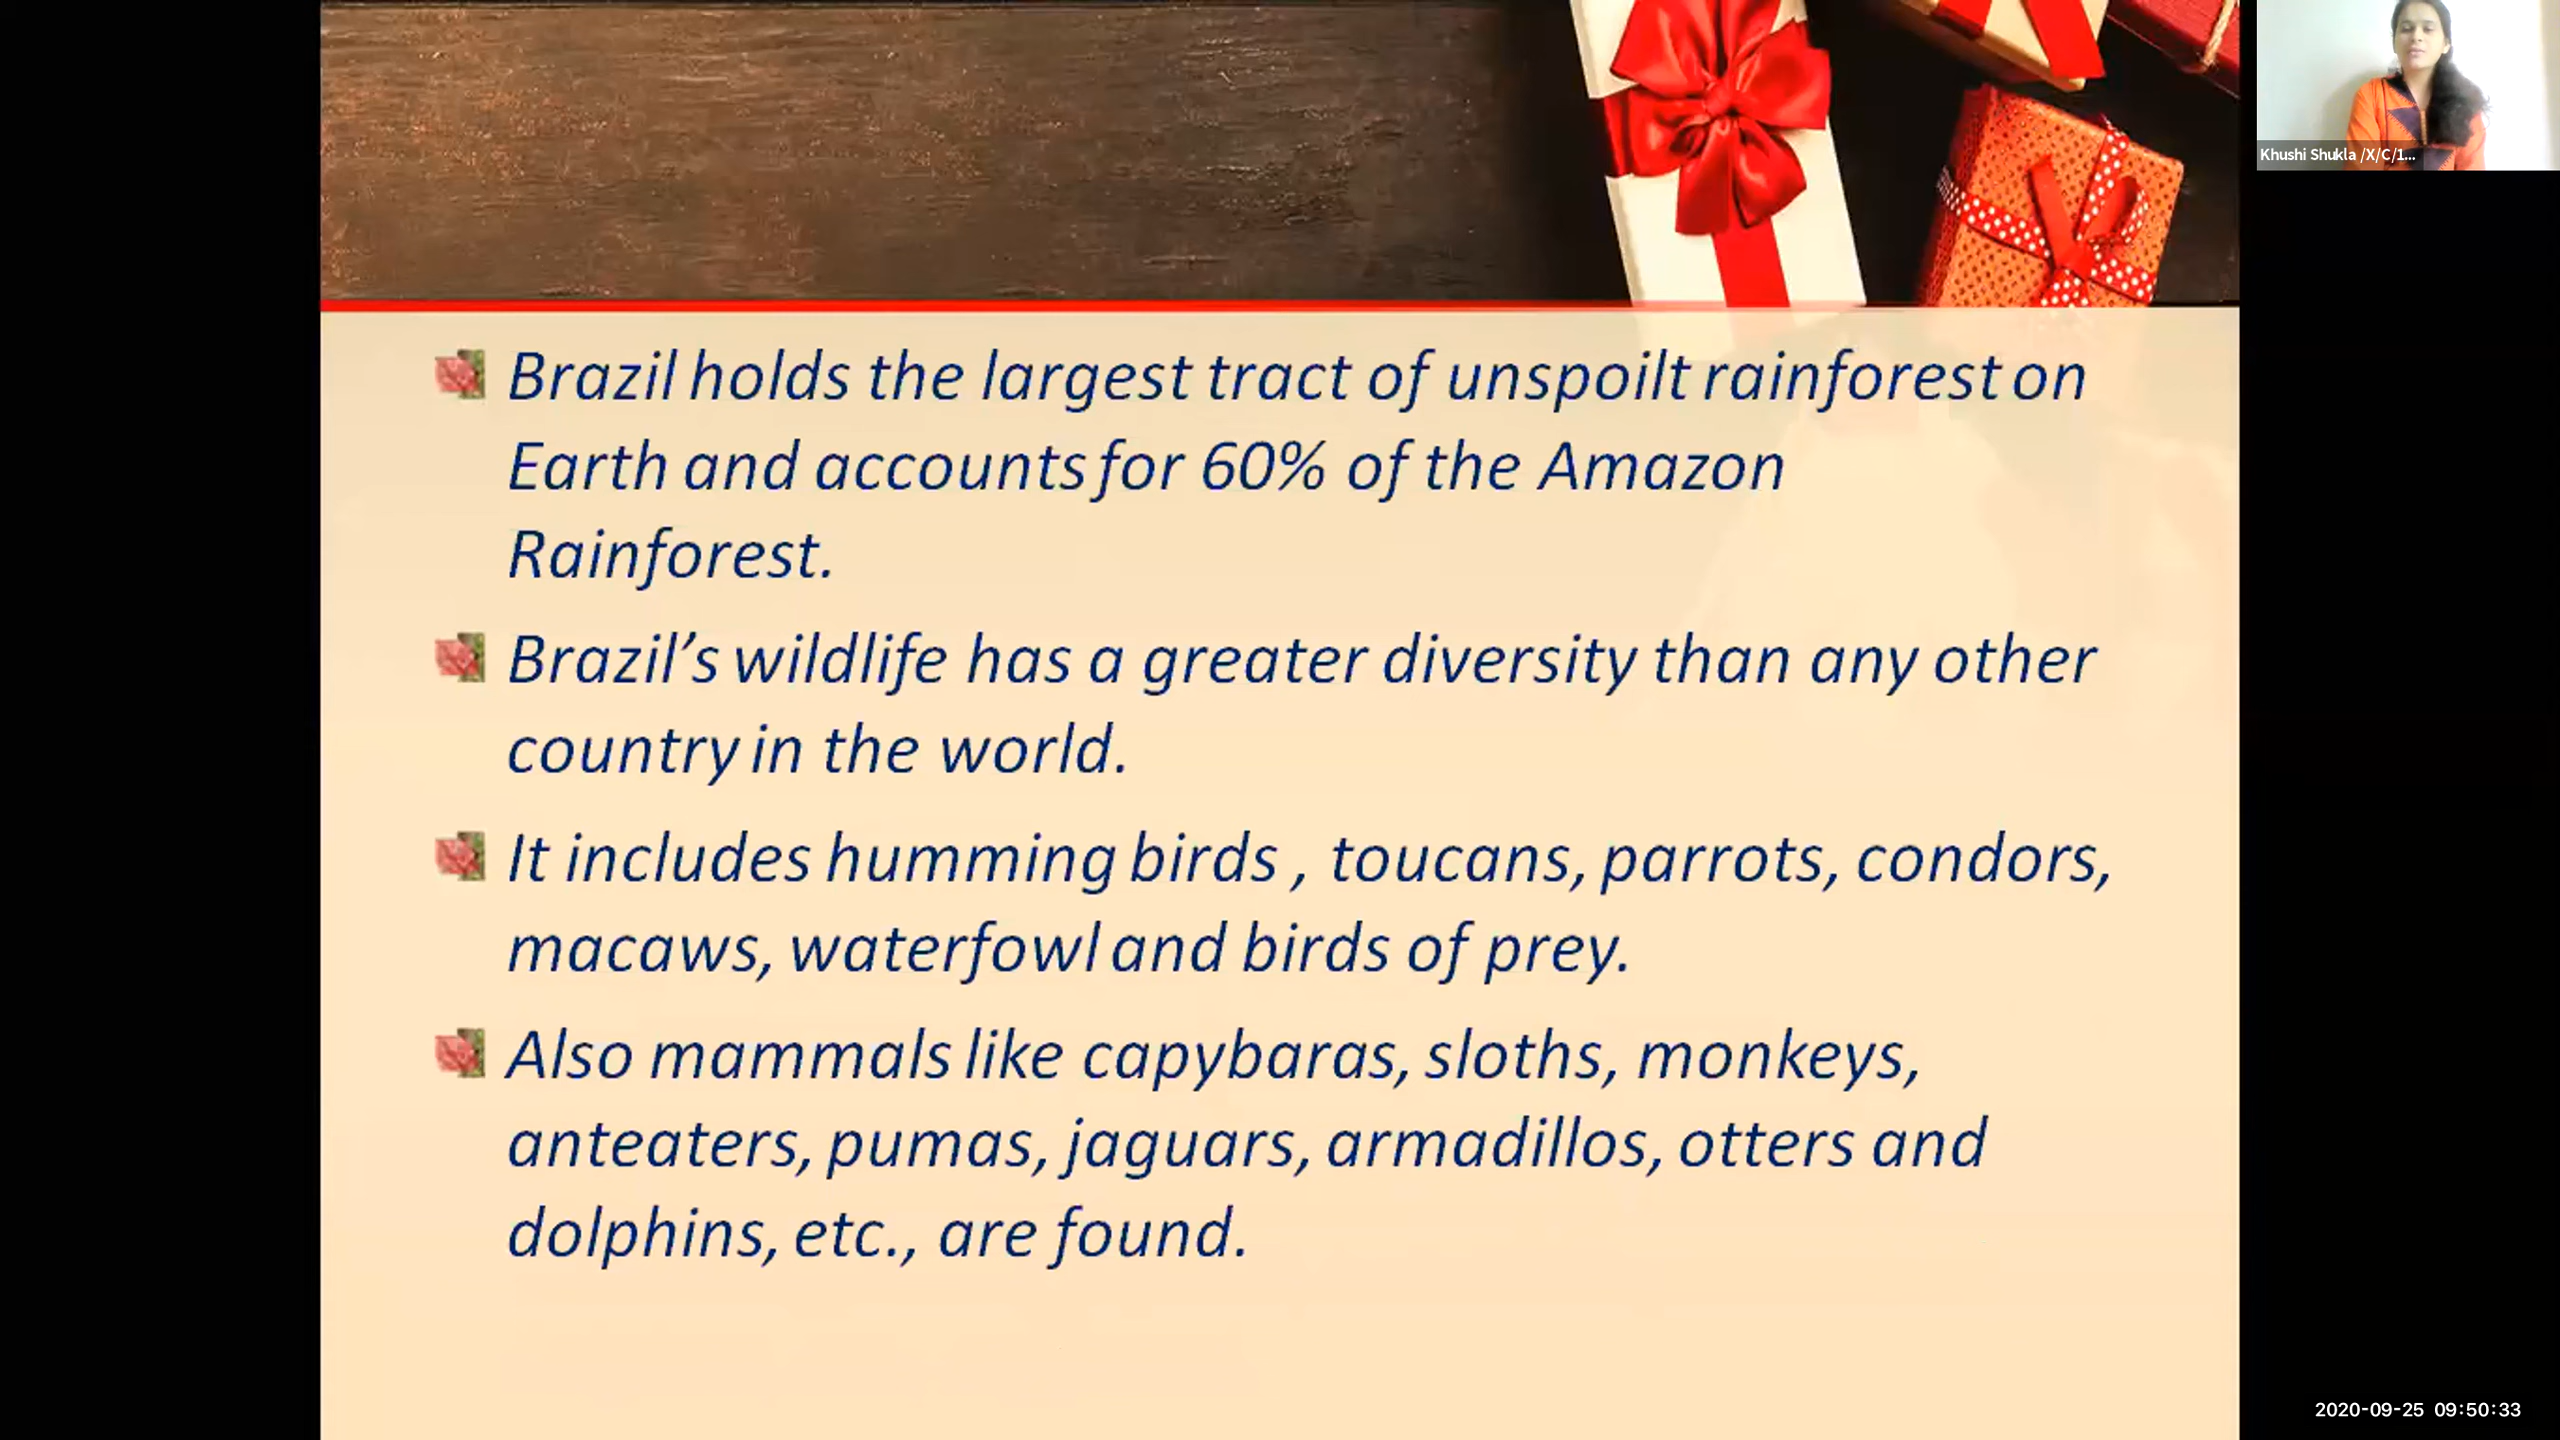 Khushi Shukla /X/C/1...
Brazil holds the largest tract of unspoilt rainforest on
Earth and accounts for 60% of the Amazon
Rainforest.
Brazil’s wildlife has a greater diversity than any other
country in the world.
It includes humming birds , toucans, parrots, condors,
macaws, waterfowl and birds of prey.
Also mammals like capybaras, sloths, monkeys,
anteaters, pumas, jaguars, armadillos, otters and
dolphins, etc., are found.
2020-09-25 09:50:33